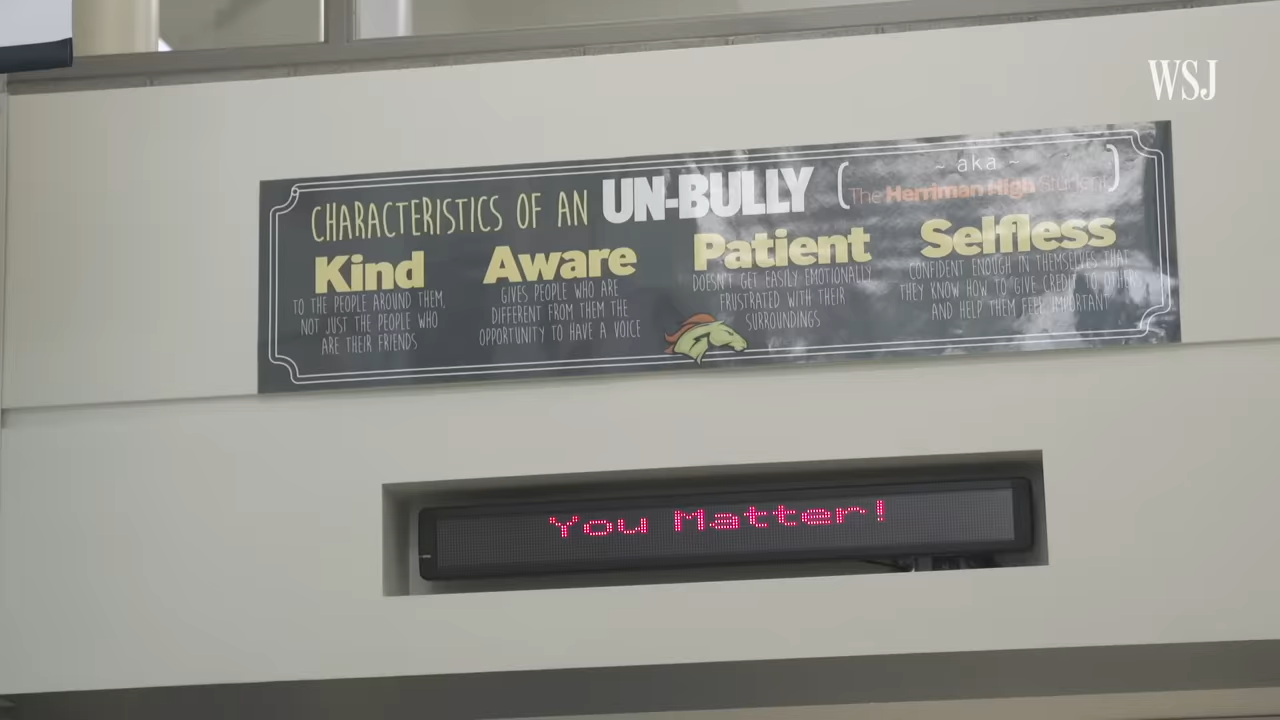 WSJ
~ aka ~
CHARACTERISTICS OF AN UN-BULLY (The Herriman High Student)
Kind
TO THE PEOPLE AROUND THEM,
NOT JUST THE PEOPLE WHO
ARE THEIR FRIENDS
Aware
GIVES PEOPLE WHO ARE
DIFFERENT FROM THEM THE
OPPORTUNITY TO HAVE A VOICE
Patient
DOESN'T GET EASILY EMOTIONALLY
FRUSTRATED WITH THEIR
SURROUNDINGS
Selfless
CONFIDENT ENOUGH IN THEMSELVES THAT
THEY KNOW HOW TO GIVE CREDIT TO OTHERS
AND HELP THEM FEEL IMPORTANT
You Matter!